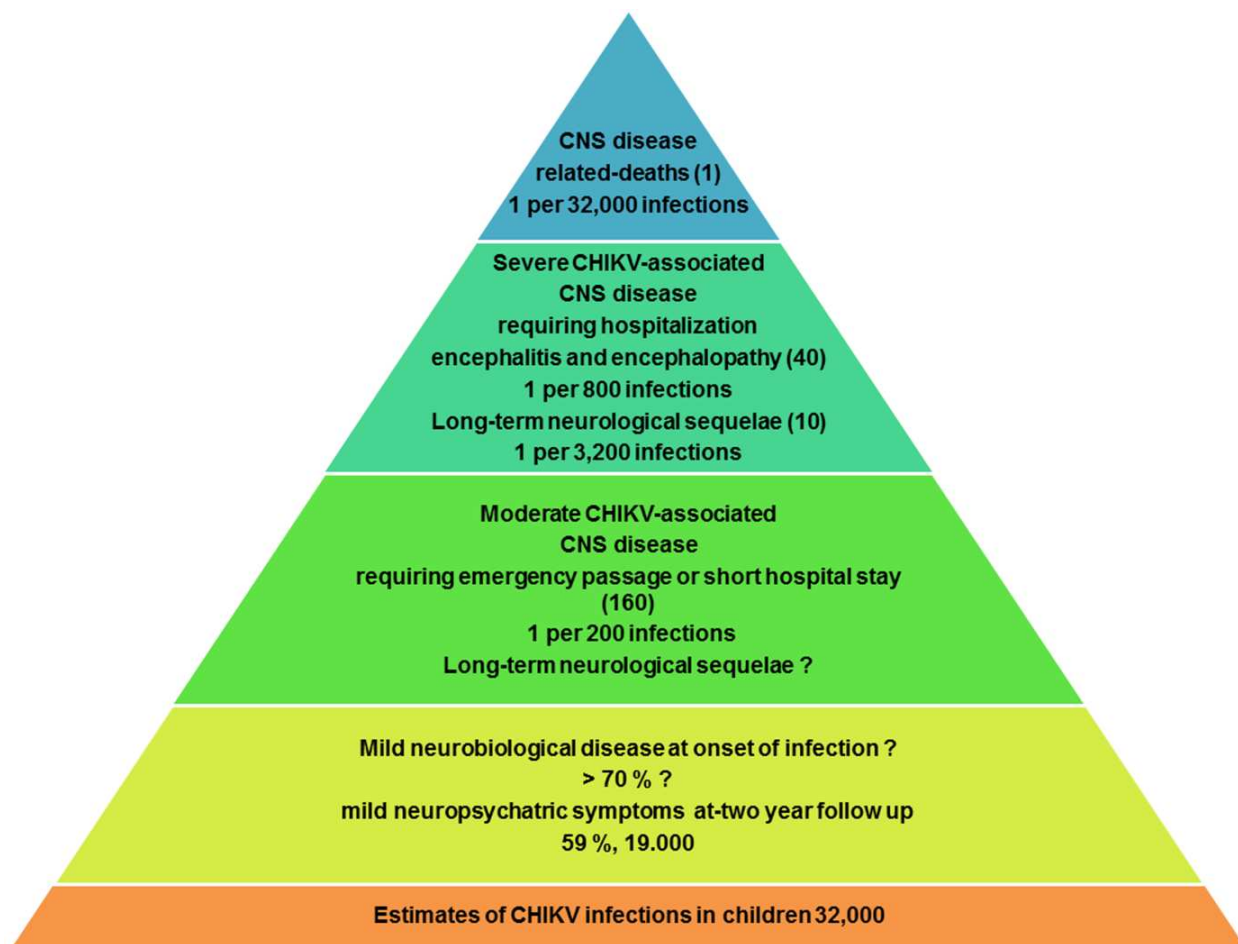 CNS disease
related-deaths (1)
1 per 32,000 infections
Severe CHIKV-associated
CNS disease
requiring hospitalization
encephalitis and encephalopathy (40)
1 per 800 infections
Long-term neurological sequelae (10)
1 per 3,200 infections
Moderate CHIKV-associated
CNS disease
requiring emergency passage or short hospital stay
(160)
1 per 200 infections
Long-term neurological sequelae ?
Mild neurobiological disease at onset of infection ?
> 70 % ?
mild neuropsychatric symptoms at-two year follow up
59 %, 19.000
Estimates of CHIKV infections in children 32,000